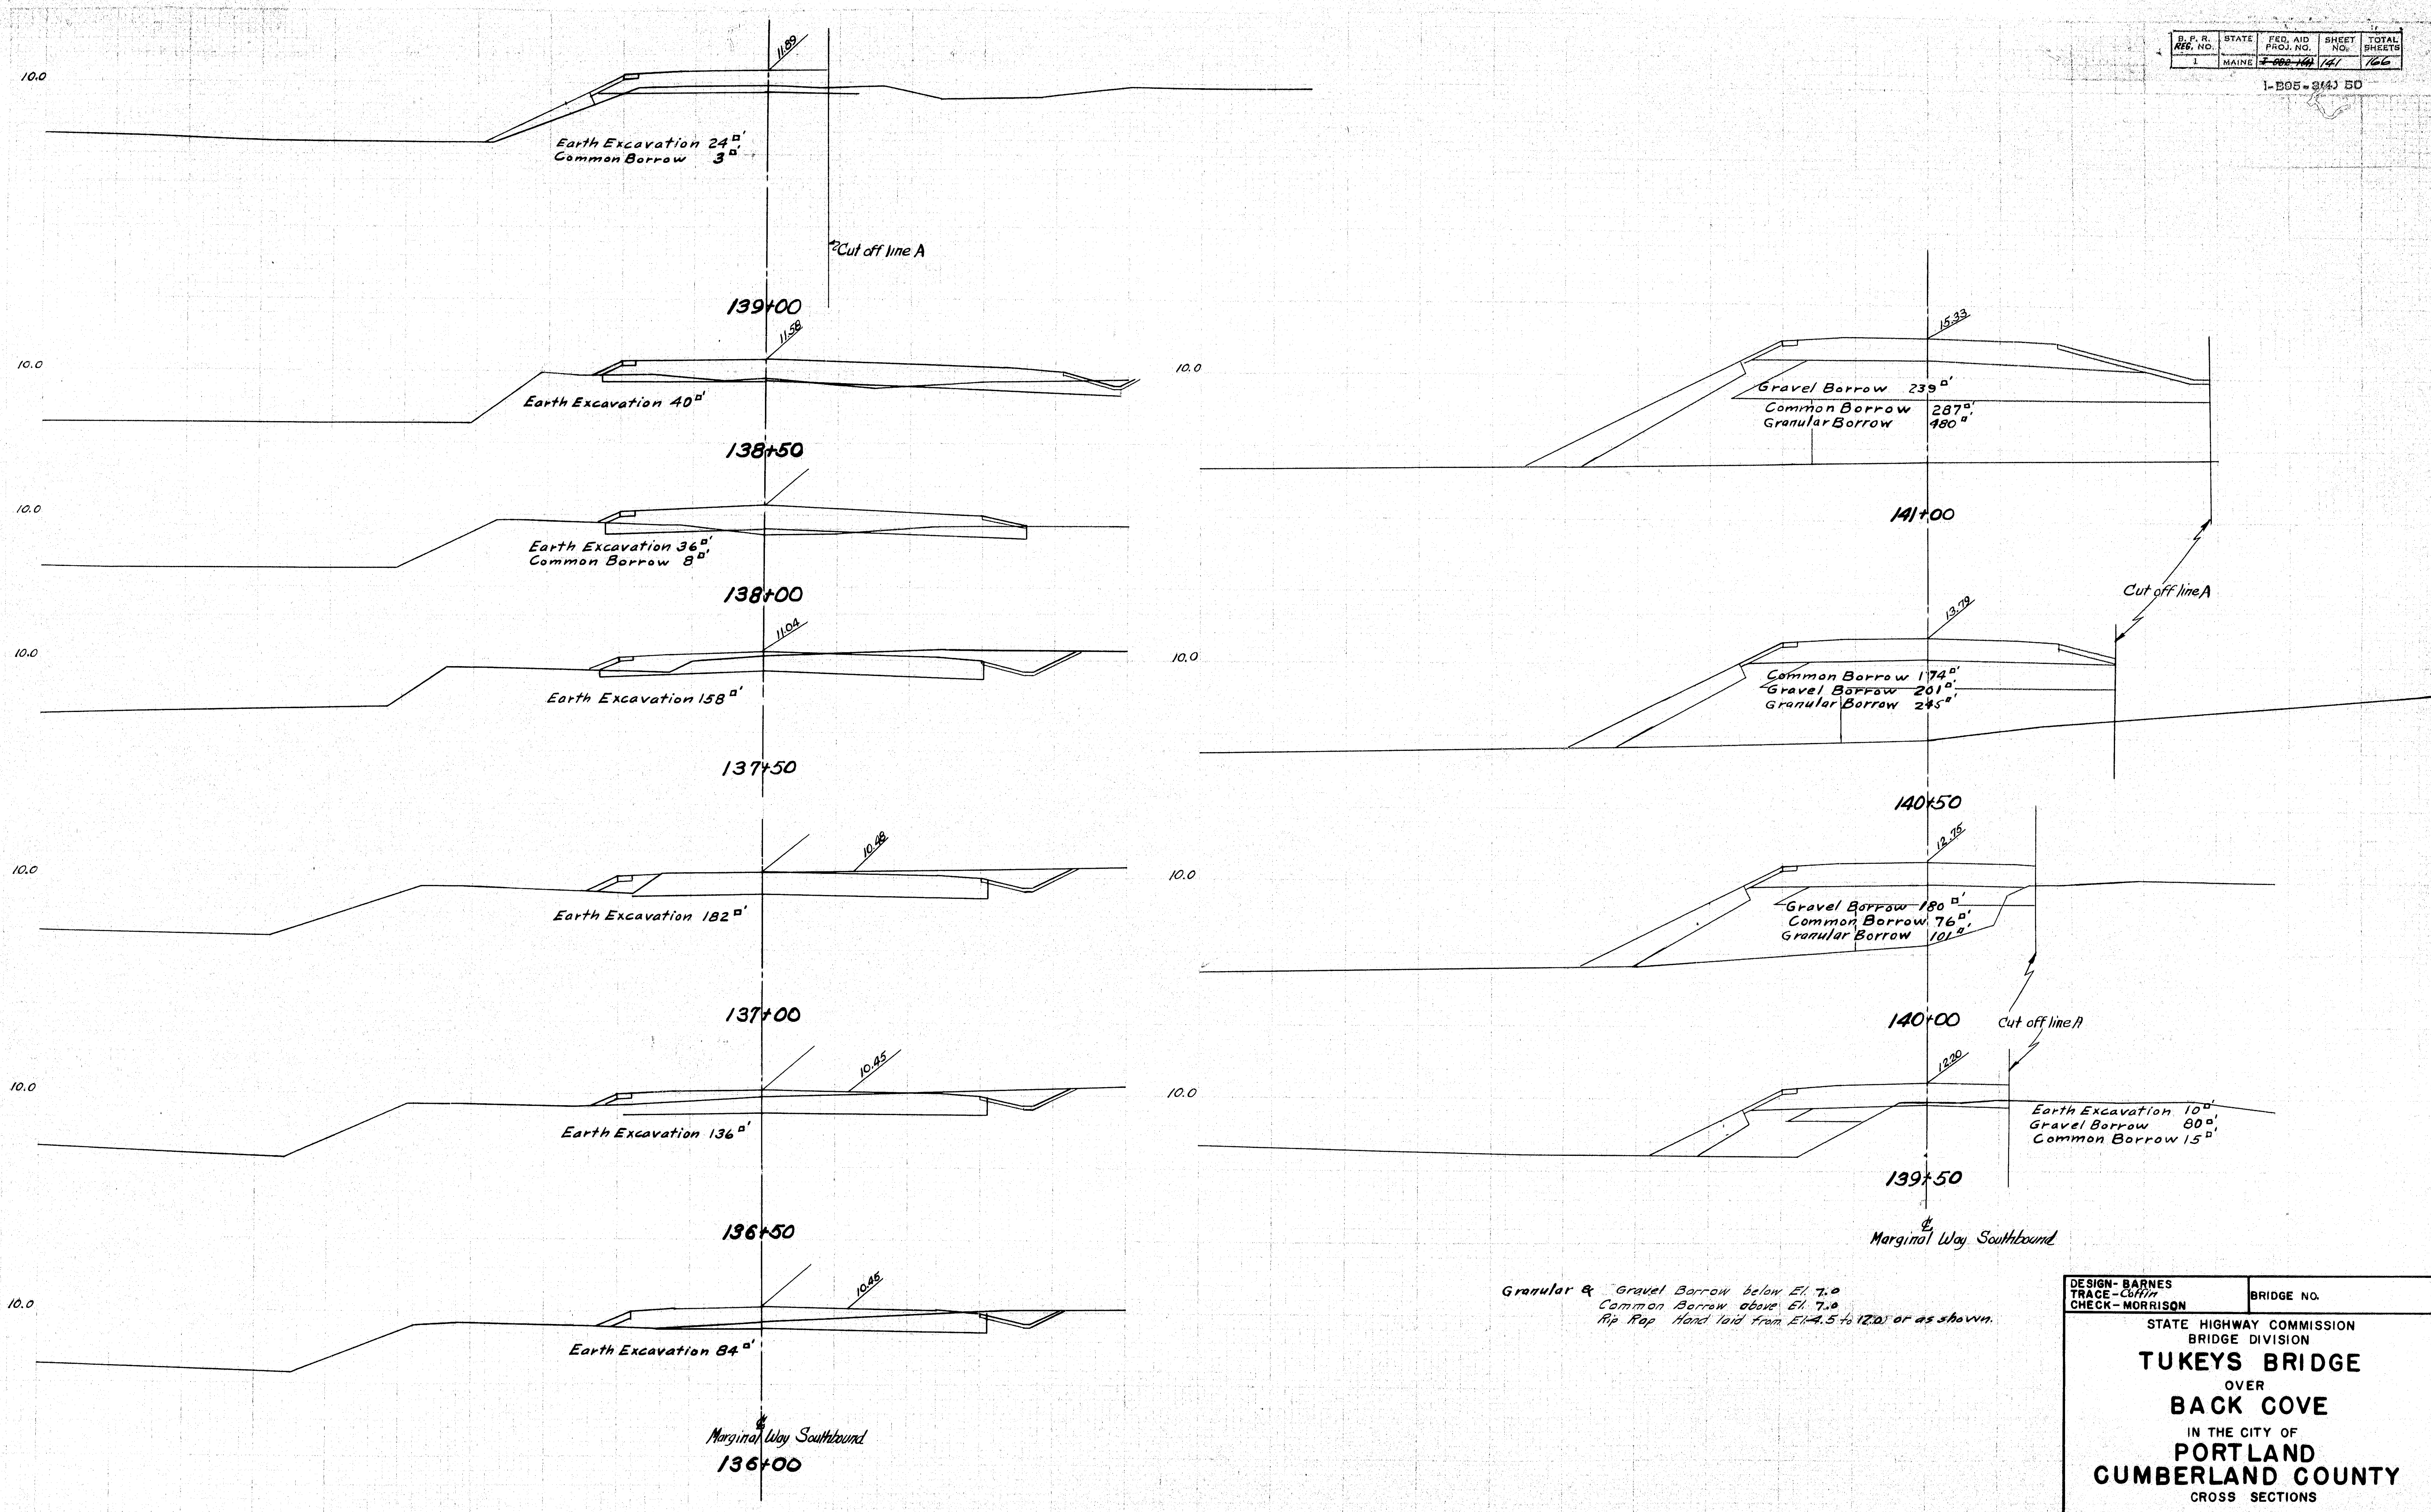 B. P. R. REG. NO. STATE FED. AID PROJ. NO. SHEET NO. TOTAL SHEETS
1 MAINE 141 166
I-B05-3(4) 50
11.89
10.0
Earth Excavation 24□'
Common Borrow 3□'
Cut off line A
139+00
11.58
10.0
Earth Excavation 40□'
138+50
10.0
Earth Excavation 36□'
Common Borrow 8□'
138+00
11.04
10.0
Earth Excavation 158□'
137+50
10.48
10.0
Earth Excavation 182□'
137+00
10.45
10.0
Earth Excavation 136□'
136+50
10.45
10.0
Earth Excavation 84□'
℄
Marginal Way Southbound
136+00
15.33
10.0
Gravel Borrow 239□'
Common Borrow 287□'
Granular Borrow 480□'
141+00
Cut off line A
13.79
10.0
Common Borrow 174□'
Gravel Borrow 201□'
Granular Borrow 245□'
140+50
12.75
10.0
Gravel Borrow 180□'
Common Borrow 76□'
Granular Borrow 101□'
140+00
Cut off line A
12.20
10.0
Earth Excavation 10□'
Gravel Borrow 80□'
Common Borrow 15□'
139+50
℄
Marginal Way Southbound
Granular & Gravel Borrow below El. 7.0
Common Borrow above El. 7.0
Rip Rap Hand laid from El-4.5 to 12.0 or as shown.
DESIGN-BARNES
TRACE-Coffin
CHECK-MORRISON
BRIDGE NO.
STATE HIGHWAY COMMISSION
BRIDGE DIVISION
TUKEYS BRIDGE
OVER
BACK COVE
IN THE CITY OF
PORTLAND
CUMBERLAND COUNTY
CROSS SECTIONS